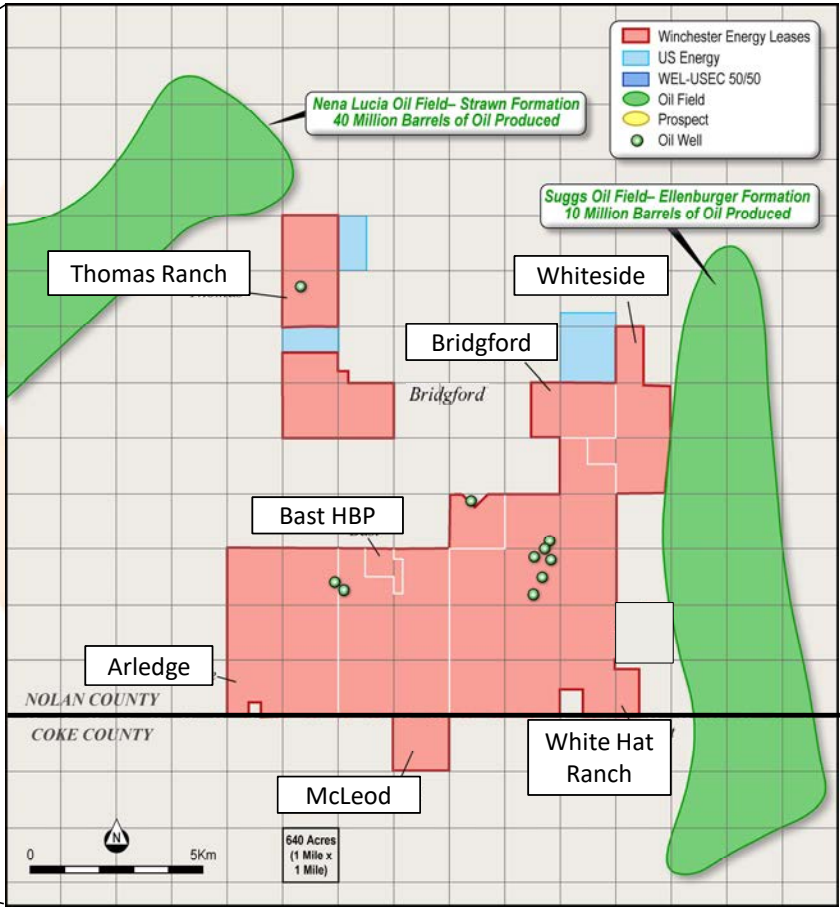 Winchester Energy Leases
US Energy
WEL-USEC 50/50
Oil Field
Prospect
Oil Well
Nena Lucia Oil Field– Strawn Formation
40 Million Barrels of Oil Produced
Suggs Oil Field– Ellenburger Formation
10 Million Barrels of Oil Produced
Thomas Ranch
Whiteside
Bridgford
Bridgford
Bast HBP
Arledge
NOLAN COUNTY
COKE COUNTY
White Hat
Ranch
McLeod
N
0
5Km
640 Acres
(1 Mile x
1 Mile)